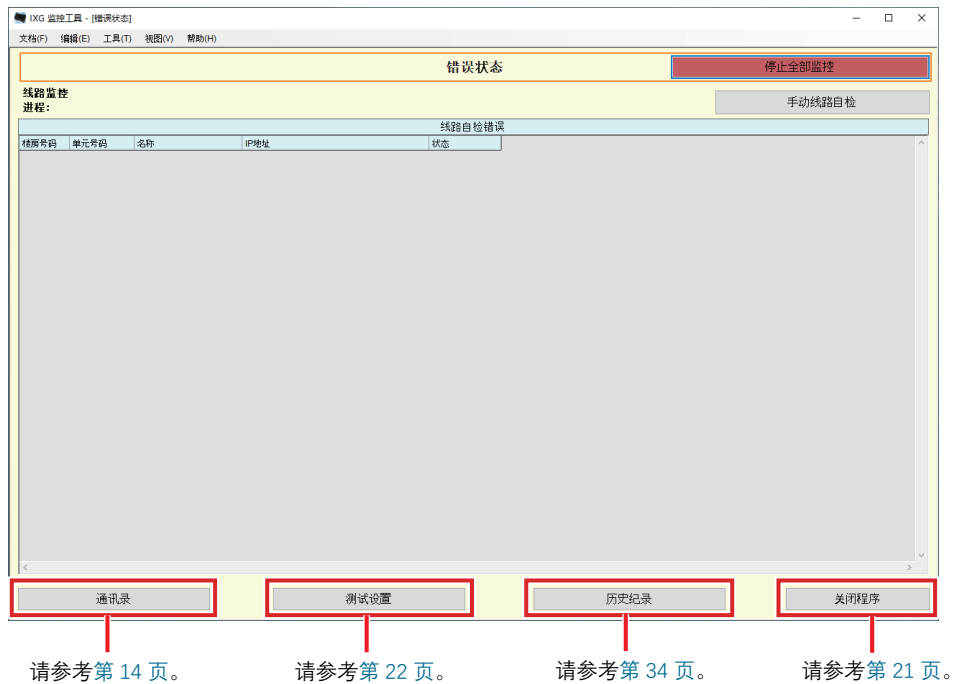 IXG 监控工具 - [错误状态]
文档(F) 编辑(E) 工具(T) 视图(V) 帮助(H)
错误状态 停止全部监控
线路监控
进程：
手动线路自检
线路自检错误
楼房号码 单元号码 名称 IP地址 状态
通讯录 测试设置 历史纪录 关闭程序
请参考第 14 页。 请参考第 22 页。 请参考第 34 页。 请参考第 21 页。